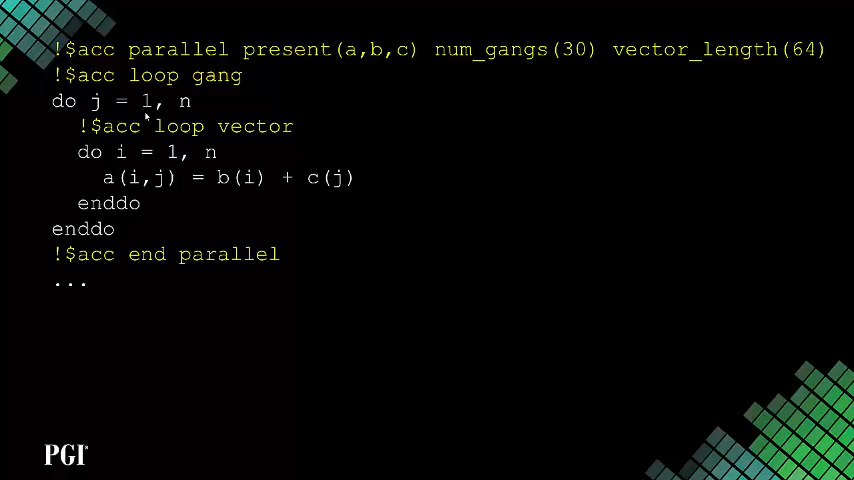 !$acc parallel present(a,b,c) num_gangs(30) vector_length(64)
!$acc loop gang
do j = 1, n
  !$acc loop vector
  do i = 1, n
    a(i,j) = b(i) + c(j)
  enddo
enddo
!$acc end parallel
...
PGI®